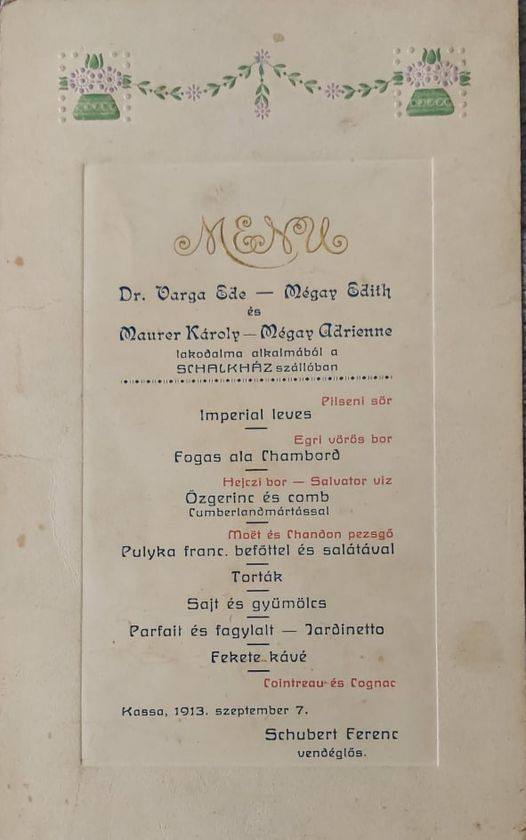 MENU
Dr. Varga Ede — Mégay Edith
és
Maurer Károly — Mégay Adrienne
lakodalma alkalmából a
SCHALKHÁZ szállóban
Pilseni sör
Imperial leves
Egri vörös bor
Fogas ala Chambord
Hejczi bor — Salvator viz
Özgerinc és comb
Cumberlandmártással
Moët és Chandon pezsgő
Pulyka franc. befőttel és salátával
Torták
Sajt és gyümölcs
Parfait és fagylalt — Jardinetto
Fekete kávé
Cointreau és Cognac
Kassa, 1913. szeptember 7.
Schubert Ferenc
vendéglős.